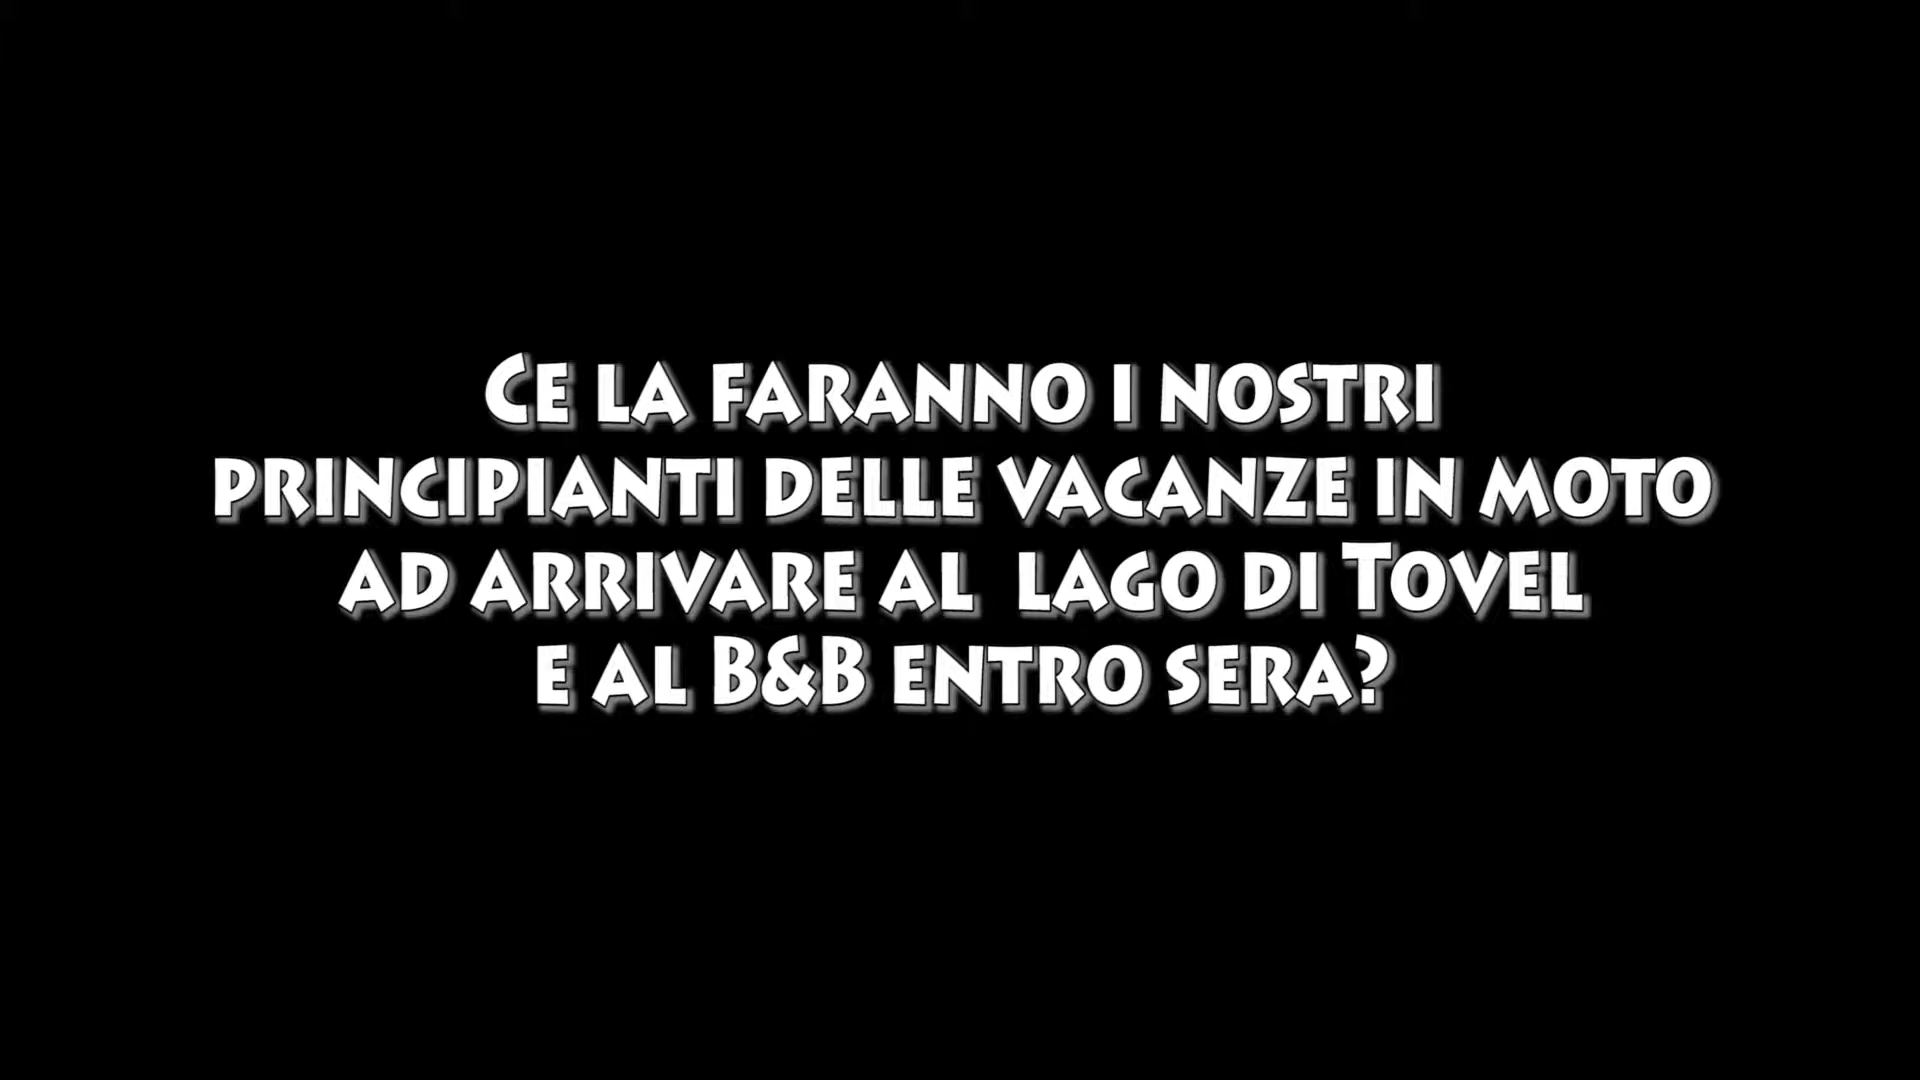 Ce la faranno i nostri
principianti delle vacanze in moto
ad arrivare al lago di Tovel
e al B&B entro sera?